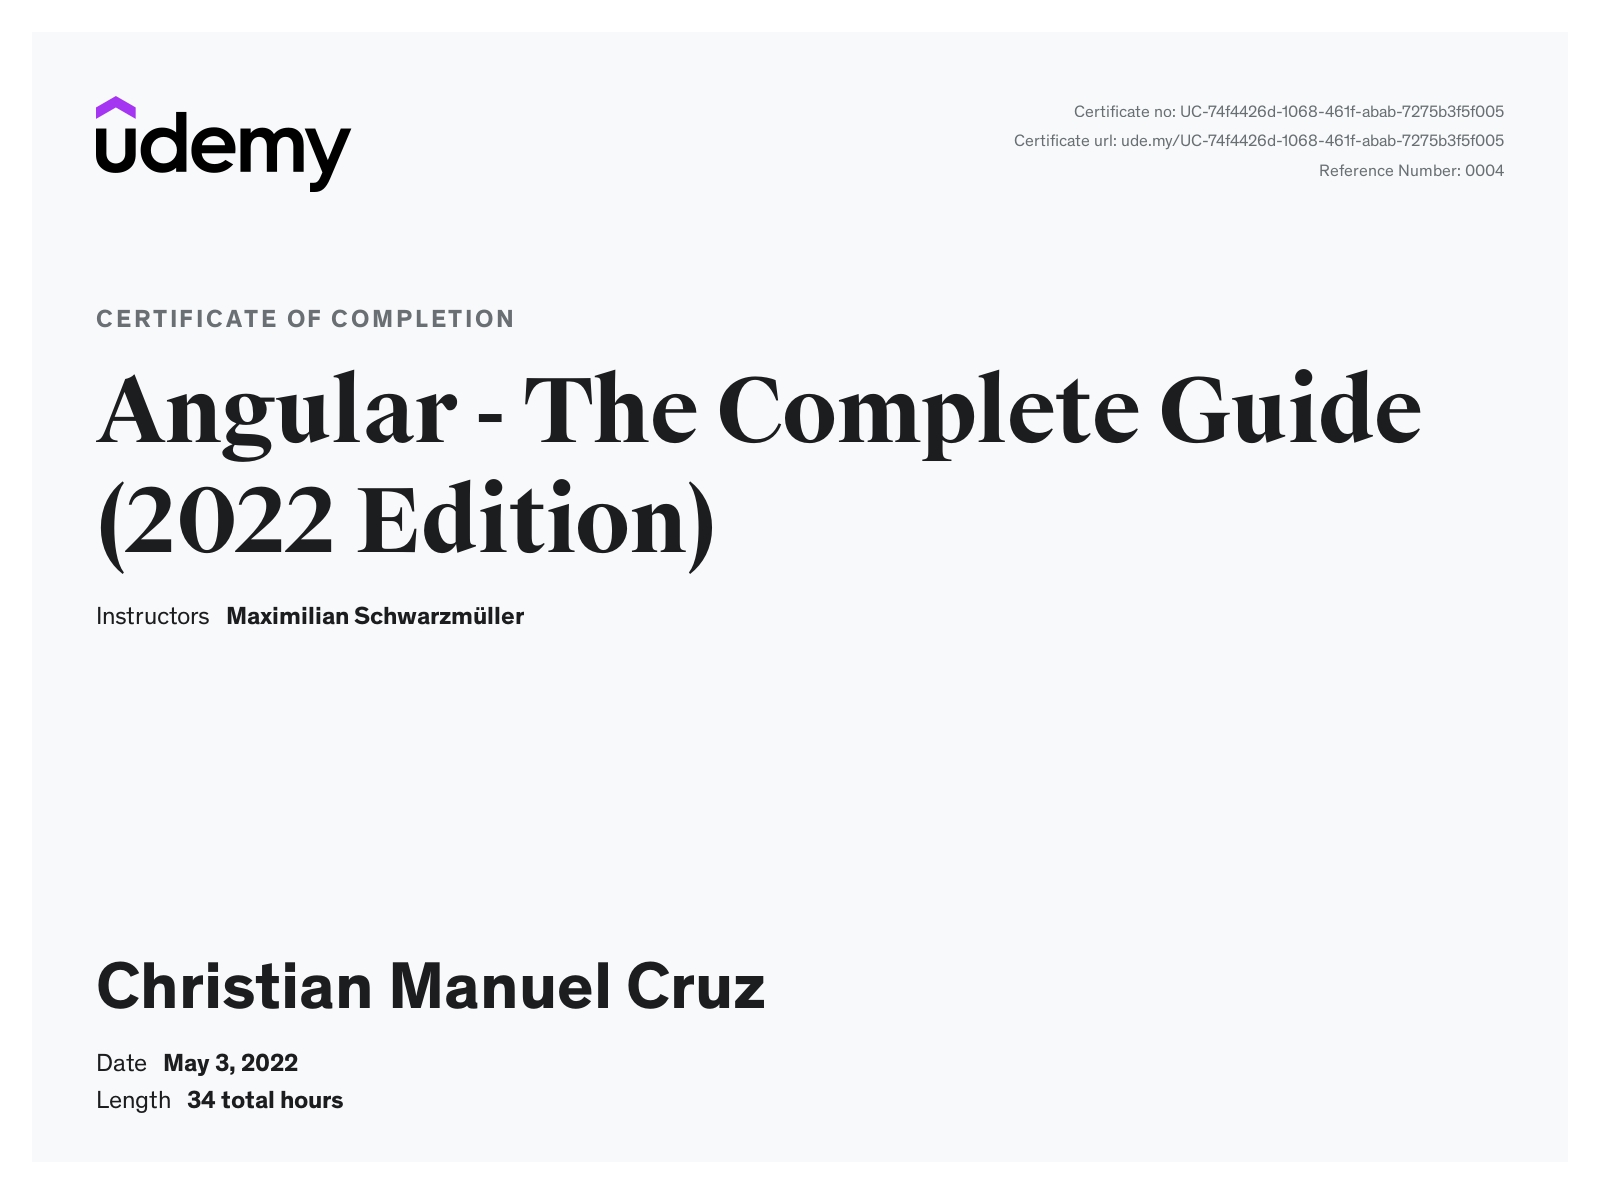 udemy
Certificate no: UC-74f4426d-1068-461f-abab-7275b3f5f005
Certificate url: ude.my/UC-74f4426d-1068-461f-abab-7275b3f5f005
Reference Number: 0004
CERTIFICATE OF COMPLETION
Angular - The Complete Guide
(2022 Edition)
Instructors Maximilian Schwarzmüller
Christian Manuel Cruz
Date May 3, 2022
Length 34 total hours